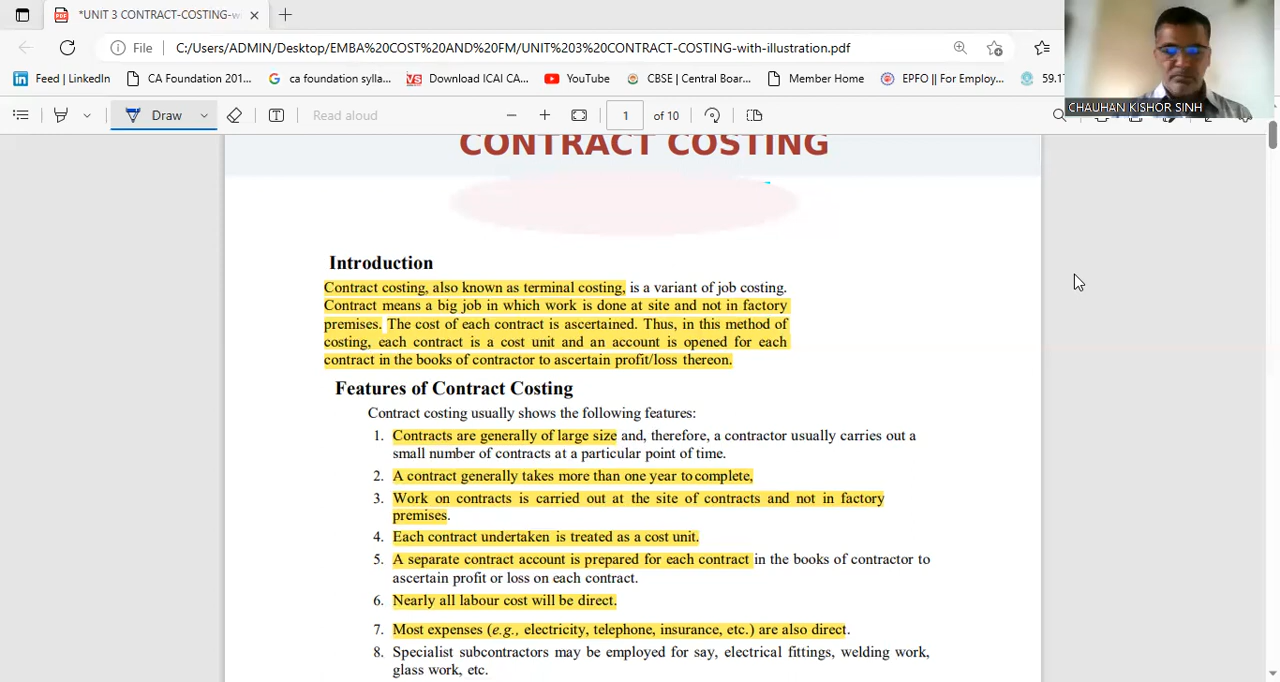 *UNIT 3 CONTRACT-COSTING-w
File C:/Users/ADMIN/Desktop/EMBA%20COST%20AND%20FM/UNIT%203%20CONTRACT-COSTING-with-illustration.pdf
Feed | LinkedIn CA Foundation 201... ca foundation sylla... Download ICAI CA... YouTube CBSE | Central Boar... Member Home EPFO || For Employ... 59.1
Draw Read aloud 1 of 10
CHAUHAN KISHOR SINH
CONTRACT COSTING
Introduction
Contract costing, also known as terminal costing, is a variant of job costing.
Contract means a big job in which work is done at site and not in factory
premises. The cost of each contract is ascertained. Thus, in this method of
costing, each contract is a cost unit and an account is opened for each
contract in the books of contractor to ascertain profit/loss thereon.
Features of Contract Costing
Contract costing usually shows the following features:
1. Contracts are generally of large size and, therefore, a contractor usually carries out a
small number of contracts at a particular point of time.
2. A contract generally takes more than one year to complete,
3. Work on contracts is carried out at the site of contracts and not in factory
premises.
4. Each contract undertaken is treated as a cost unit.
5. A separate contract account is prepared for each contract in the books of contractor to
ascertain profit or loss on each contract.
6. Nearly all labour cost will be direct.
7. Most expenses (e.g., electricity, telephone, insurance, etc.) are also direct.
8. Specialist subcontractors may be employed for say, electrical fittings, welding work,
glass work, etc.